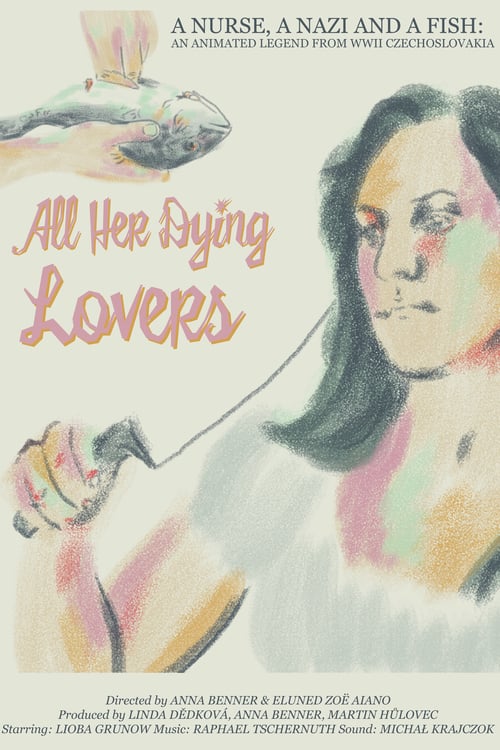 A NURSE, A NAZI AND A FISH:
AN ANIMATED LEGEND FROM WWII CZECHOSLOVAKIA
All Her Dying
Lovers
Directed by ANNA BENNER & ELUNED ZOË AIANO
Produced by LINDA DĚDKOVÁ, ANNA BENNER, MARTIN HŮLOVEC
Starring: LIOBA GRUNOW Music: RAPHAEL TSCHERNUTH Sound: MICHAŁ KRAJCZOK